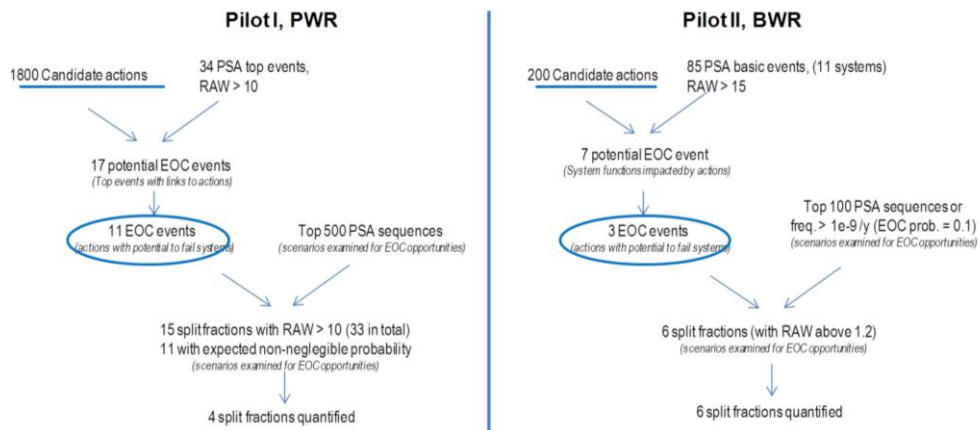 Pilot I, PWR
1800 Candidate actions
34 PSA top events,
RAW > 10
17 potential EOC events
(Top events with links to actions)
11 EOC events
(actions with potential to fail systems)
Top 500 PSA sequences
(scenarios examined for EOC opportunities)
15 split fractions with RAW > 10 (33 in total)
11 with expected non-neglegible probability
(scenarios examined for EOC opportunities)
4 split fractions quantified
Pilot II, BWR
200 Candidate actions
85 PSA basic events, (11 systems)
RAW > 15
7 potential EOC event
(System functions impacted by actions)
3 EOC events
(actions with potential to fail systems)
Top 100 PSA sequences or
freq. > 1e-9 /y (EOC prob. = 0.1)
(scenarios examined for EOC opportunities)
6 split fractions (with RAW above 1.2)
(scenarios examined for EOC opportunities)
6 split fractions quantified